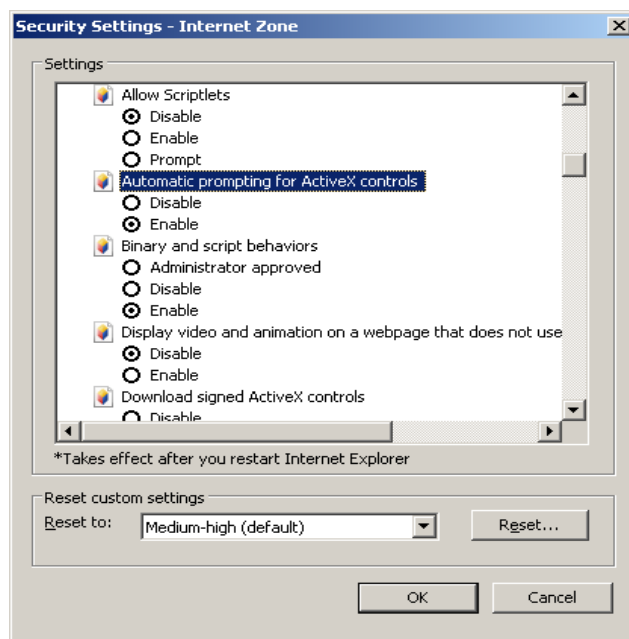 Security Settings - Internet Zone
Settings
Allow Scriptlets
Disable
Enable
Prompt
Automatic prompting for ActiveX controls
Disable
Enable
Binary and script behaviors
Administrator approved
Disable
Enable
Display video and animation on a webpage that does not use
Disable
Enable
Download signed ActiveX controls
Disable
*Takes effect after you restart Internet Explorer
Reset custom settings
Reset to:
Medium-high (default)
Reset...
OK
Cancel